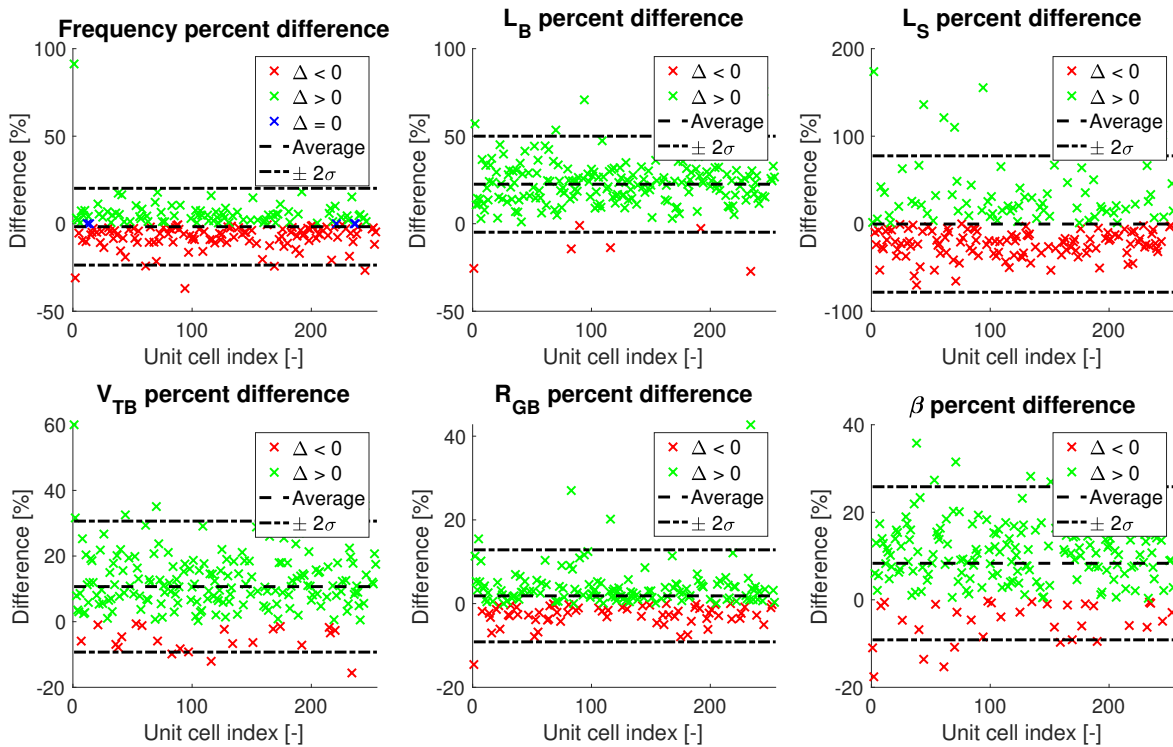 Frequency percent difference
100
50
0
-50
Difference [%]
0
100
200
Unit cell index [-]
Δ < 0
Δ > 0
Δ = 0
Average
± 2σ
L_B percent difference
150
100
50
0
-50
Difference [%]
0
100
200
Unit cell index [-]
Δ < 0
Δ > 0
Average
± 2σ
L_S percent difference
200
100
0
-100
Difference [%]
0
100
200
Unit cell index [-]
Δ < 0
Δ > 0
Average
± 2σ
V_TB percent difference
60
40
20
0
-20
Difference [%]
0
100
200
Unit cell index [-]
Δ < 0
Δ > 0
Average
± 2σ
R_GB percent difference
40
20
0
-20
Difference [%]
0
100
200
Unit cell index [-]
Δ < 0
Δ > 0
Average
± 2σ
β percent difference
40
20
0
-20
Difference [%]
0
100
200
Unit cell index [-]
Δ < 0
Δ > 0
Average
± 2σ